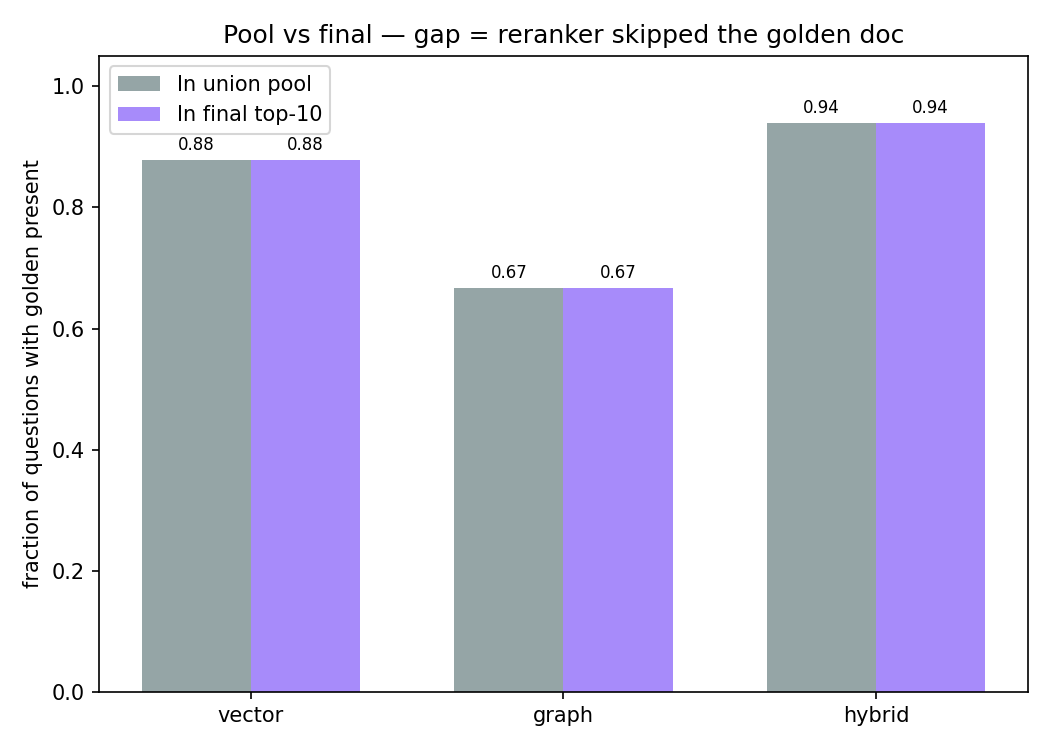 Pool vs final — gap = reranker skipped the golden doc
In union pool
In final top-10
fraction of questions with golden present
1.0
0.8
0.6
0.4
0.2
0.0
0.88
0.88
0.67
0.67
0.94
0.94
vector
graph
hybrid